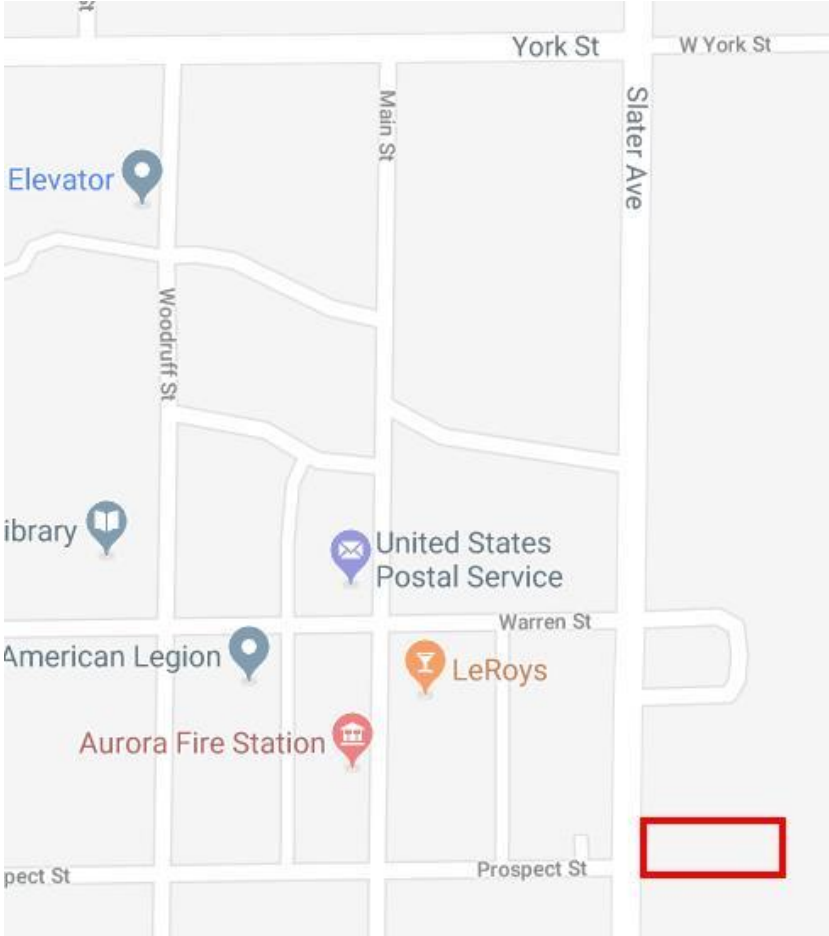 st
York St
W York St
Main St
Slater Ave
Elevator
Woodruff St
ibrary
United States
Postal Service
Warren St
American Legion
LeRoys
Aurora Fire Station
Prospect St
pect St